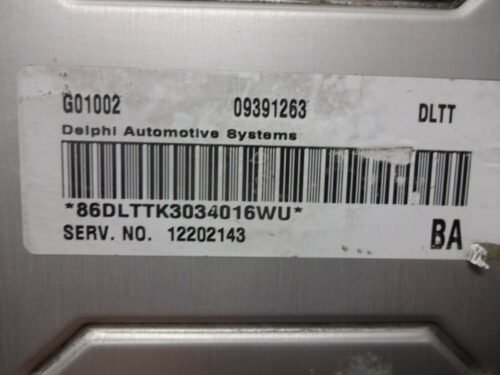 G01002 09391263 DLTT
Delphi Automotive Systems
*86DLTTK3034016WU*
SERV. NO. 12202143 BA